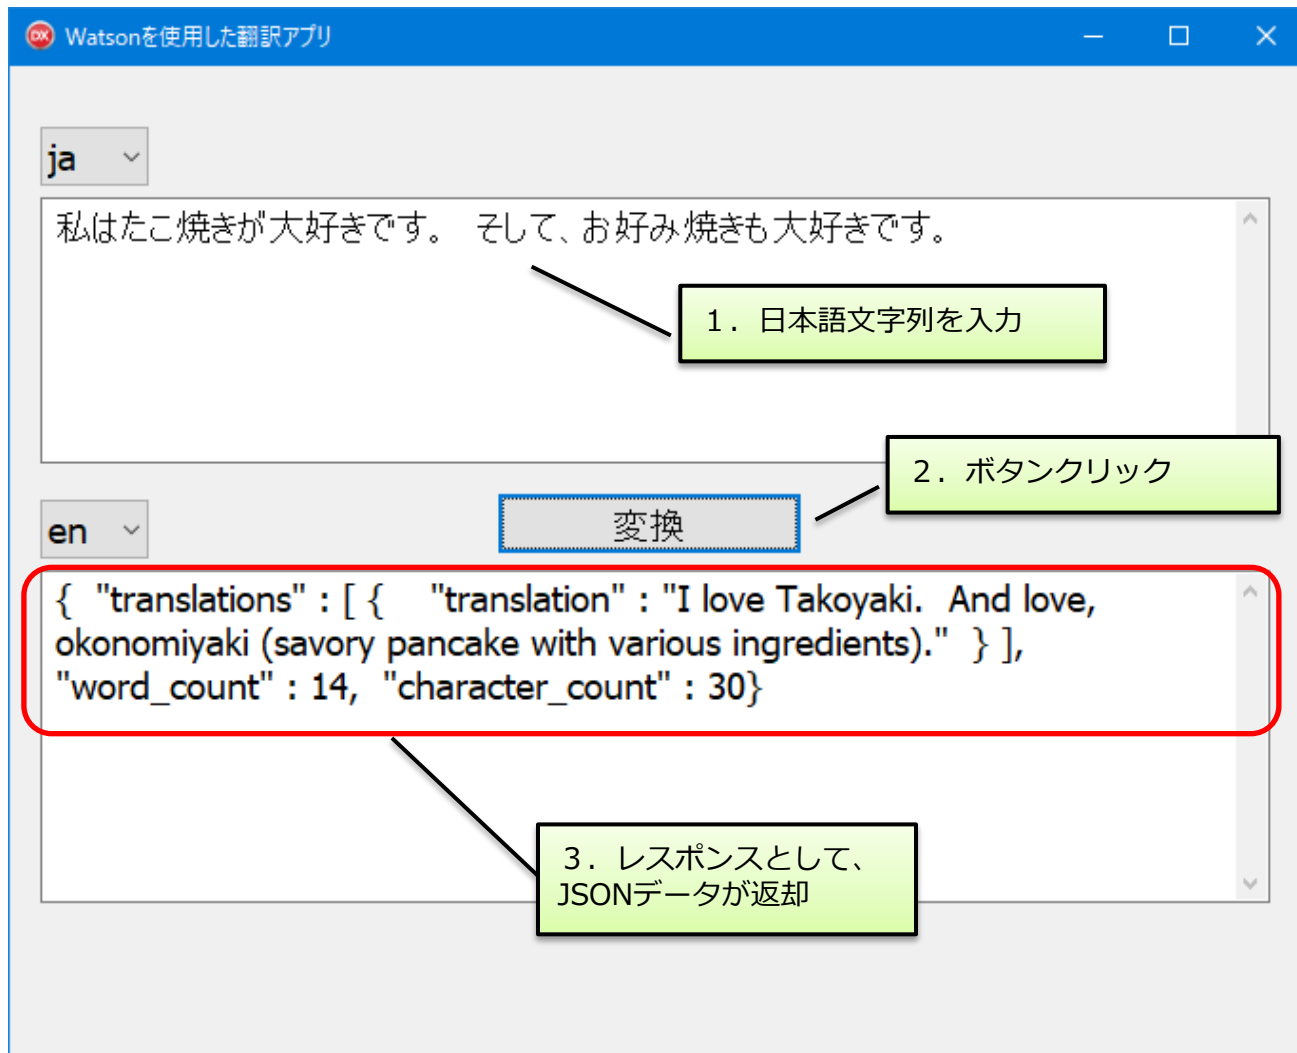 Watsonを使用した翻訳アプリ
ja
私はたこ焼きが大好きです。 そして、お好み焼きも大好きです。
１．日本語文字列を入力
２．ボタンクリック
en
変換
{  "translations" : [ {    "translation" : "I love Takoyaki.  And love,
okonomiyaki (savory pancake with various ingredients)."  } ],
"word_count" : 14,  "character_count" : 30}
３．レスポンスとして、
JSONデータが返却